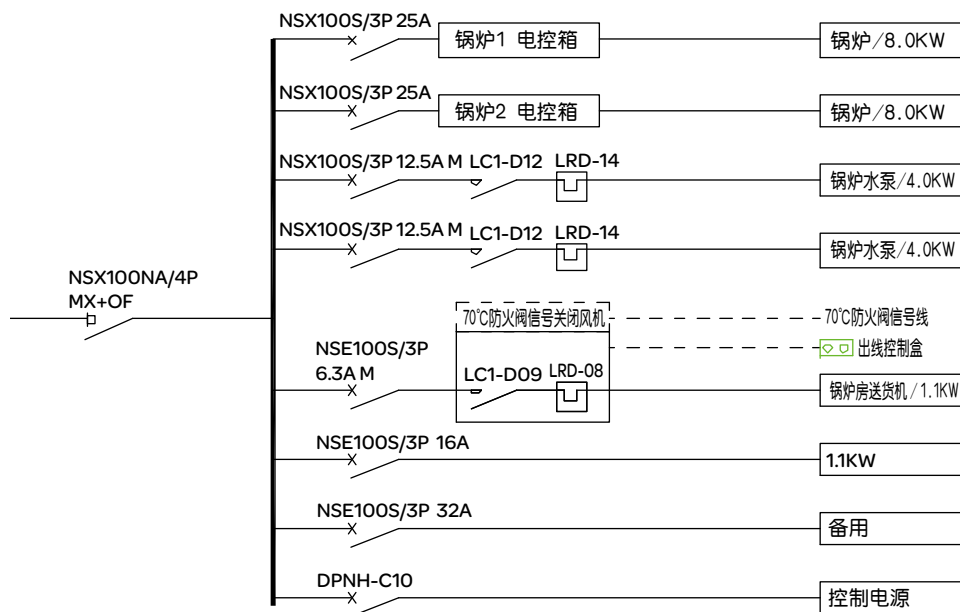 NSX100S/3P 25A
锅炉1 电控箱
锅炉/8.0KW
NSX100S/3P 25A
锅炉2 电控箱
锅炉/8.0KW
NSX100S/3P 12.5A M LC1-D12 LRD-14
锅炉水泵/4.0KW
NSX100S/3P 12.5A M LC1-D12 LRD-14
锅炉水泵/4.0KW
NSX100NA/4P
MX+OF
70℃防火阀信号关闭风机
70℃防火阀信号线
出线控制盒
NSE100S/3P
6.3A M
LC1-D09 LRD-08
锅炉房送货机/1.1KW
NSE100S/3P 16A
1.1KW
NSE100S/3P 32A
备用
DPNH-C10
控制电源